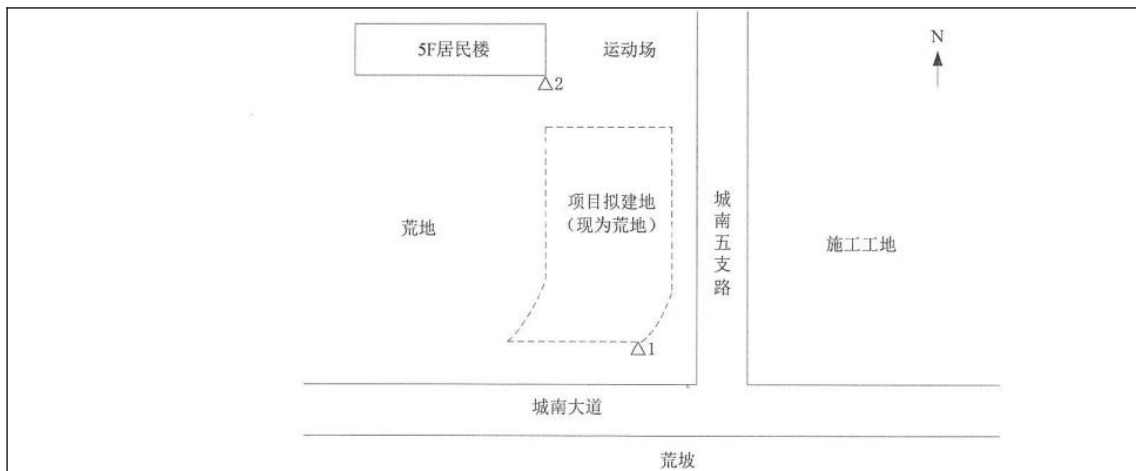 5F居民楼
运动场
N
△2
荒地
项目拟建地
（现为荒地）
城南五支路
施工工地
△1
城南大道
荒坡